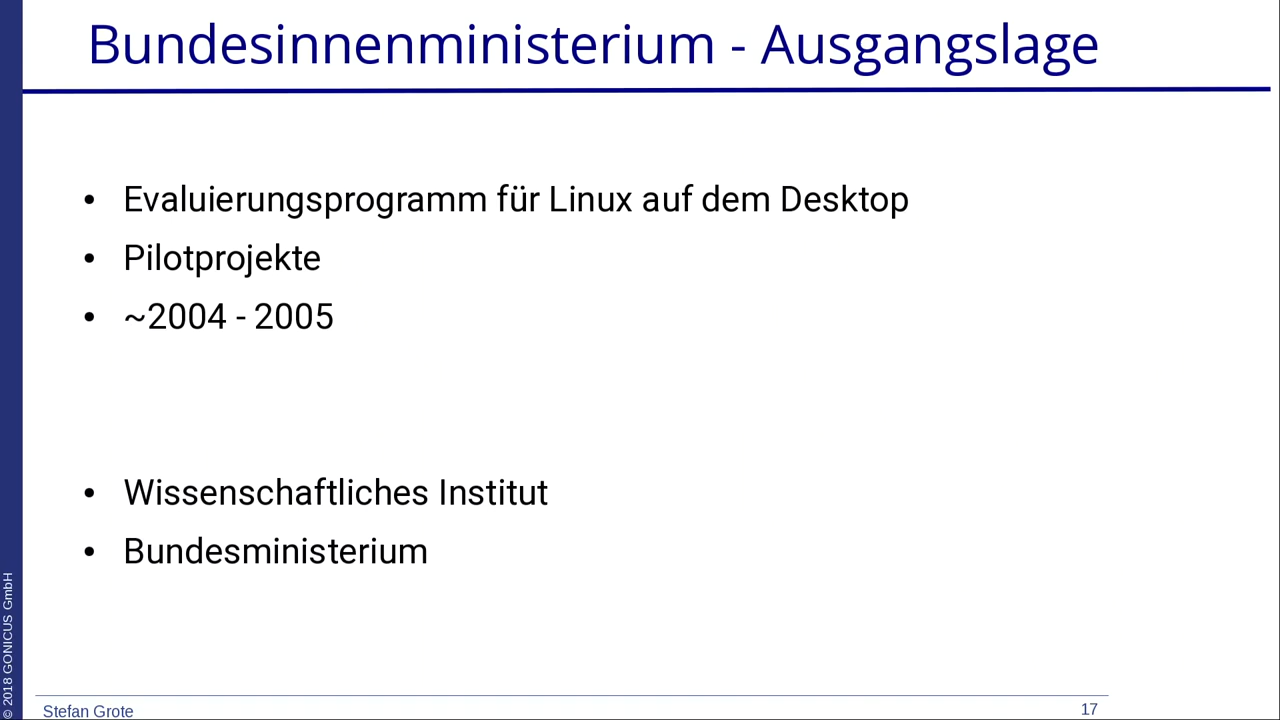 Bundesinnenministerium - Ausgangslage
• Evaluierungsprogramm für Linux auf dem Desktop
• Pilotprojekte
• ~2004 - 2005
• Wissenschaftliches Institut
• Bundesministerium
© 2018 GONICUS GmbH
Stefan Grote
17